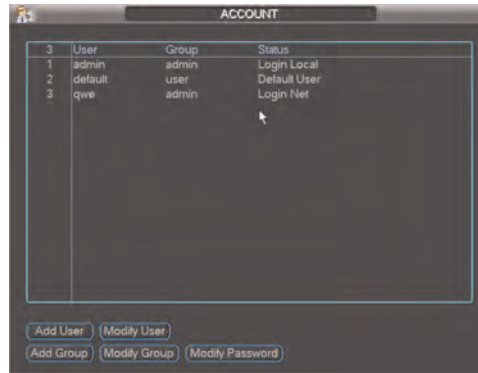 ACCOUNT
3 User Group Status
1 admin admin Login Local
2 default user Default User
3 qwe admin Login Net
Add User Modify User
Add Group Modify Group Modify Password